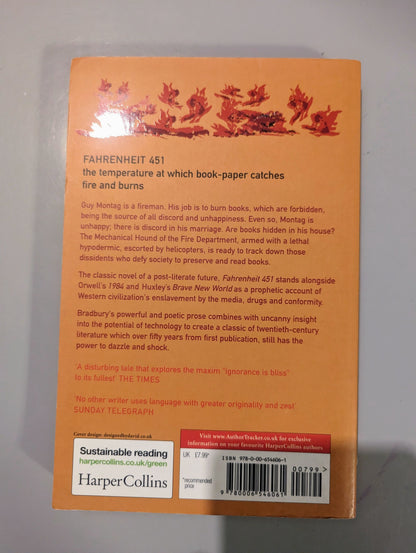 FAHRENHEIT 451
the temperature at which book-paper catches
fire and burns
Guy Montag is a fireman. His job is to burn books, which are forbidden,
being the source of all discord and unhappiness. Even so, Montag is
unhappy; there is discord in his marriage. Are books hidden in his house?
The Mechanical Hound of the Fire Department, armed with a lethal
hypodermic, escorted by helicopters, is ready to track down those
dissidents who defy society to preserve and read books.
The classic novel of a post-literate future, Fahrenheit 451 stands alongside
Orwell's 1984 and Huxley's Brave New World as a prophetic account of
Western civilization's enslavement by the media, drugs and conformity.
Bradbury's powerful and poetic prose combines with uncanny insight
into the potential of technology to create a classic of twentieth-century
literature which over fifty years from first publication, still has the
power to dazzle and shock.
'A disturbing tale that explores the maxim "ignorance is bliss"
to its fullest' THE TIMES
'No other writer uses language with greater originality and zest'
SUNDAY TELEGRAPH
Cover design: designedbydavid.co.uk
Sustainable reading
harpercollins.co.uk/green
HarperCollins
Visit www.AuthorTracker.co.uk for exclusive
information on your favourite HarperCollins authors
UK £7.99*
*recommended
price
ISBN 978-0-00-654606-1
00799
9 780006 546061